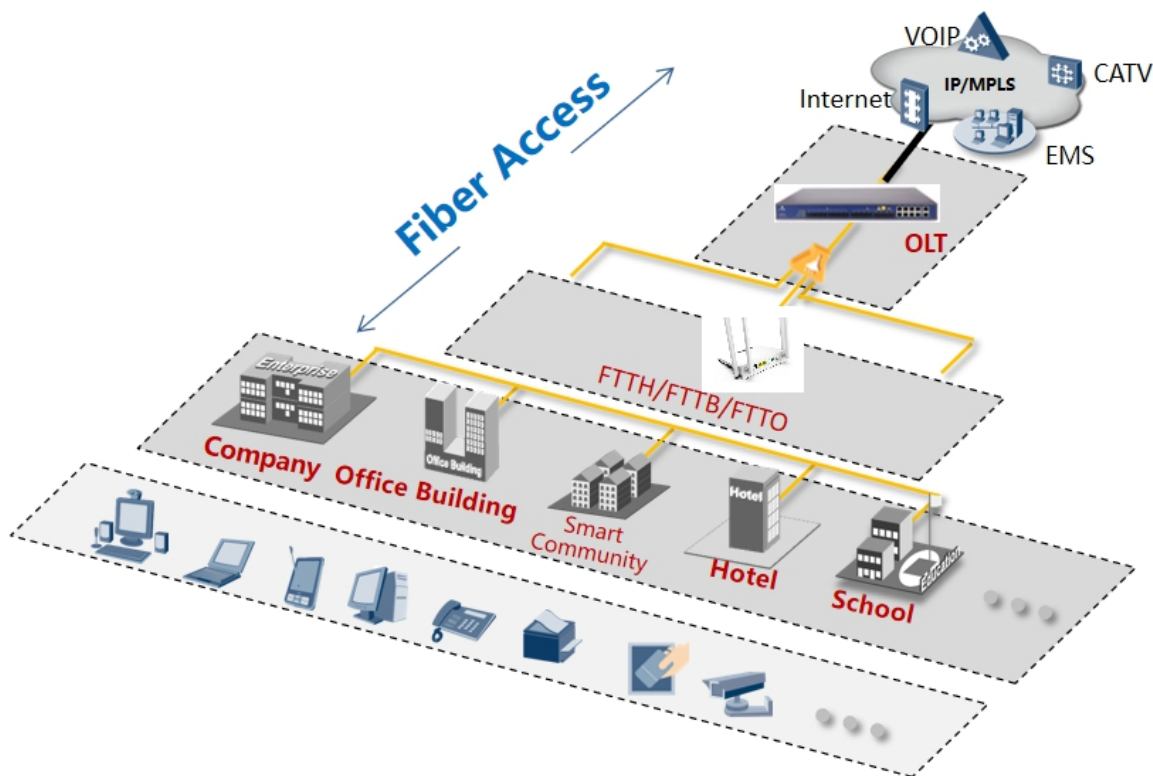 VOIP
CATV
IP/MPLS
Internet
EMS
Fiber Access
OLT
FTTH/FTTB/FTTO
Enterprise
Company
Office Building
Office Building
Smart
Community
Hotel
Hotel
Education
School